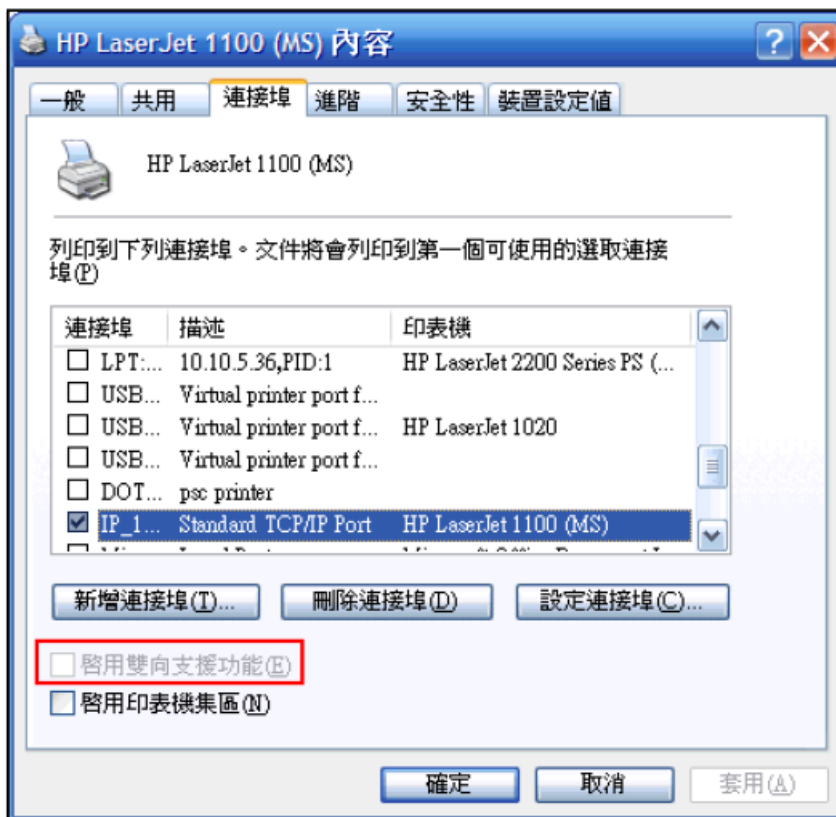 HP LaserJet 1100 (MS) 內容
一般 共用 連接埠 進階 安全性 裝置設定值
HP LaserJet 1100 (MS)
列印到下列連接埠。文件將會列印到第一個可使用的選取連接
埠(P)
連接埠 描述 印表機
LPT:... 10.10.5.36,PID:1 HP LaserJet 2200 Series PS (...
USB... Virtual printer port f...
USB... Virtual printer port f... HP LaserJet 1020
USB... Virtual printer port f...
DOT... psc printer
IP_1... Standard TCP/IP Port HP LaserJet 1100 (MS)
新增連接埠(T)... 刪除連接埠(D) 設定連接埠(C)...
啓用雙向支援功能(E)
啓用印表機集區(N)
確定 取消 套用(A)